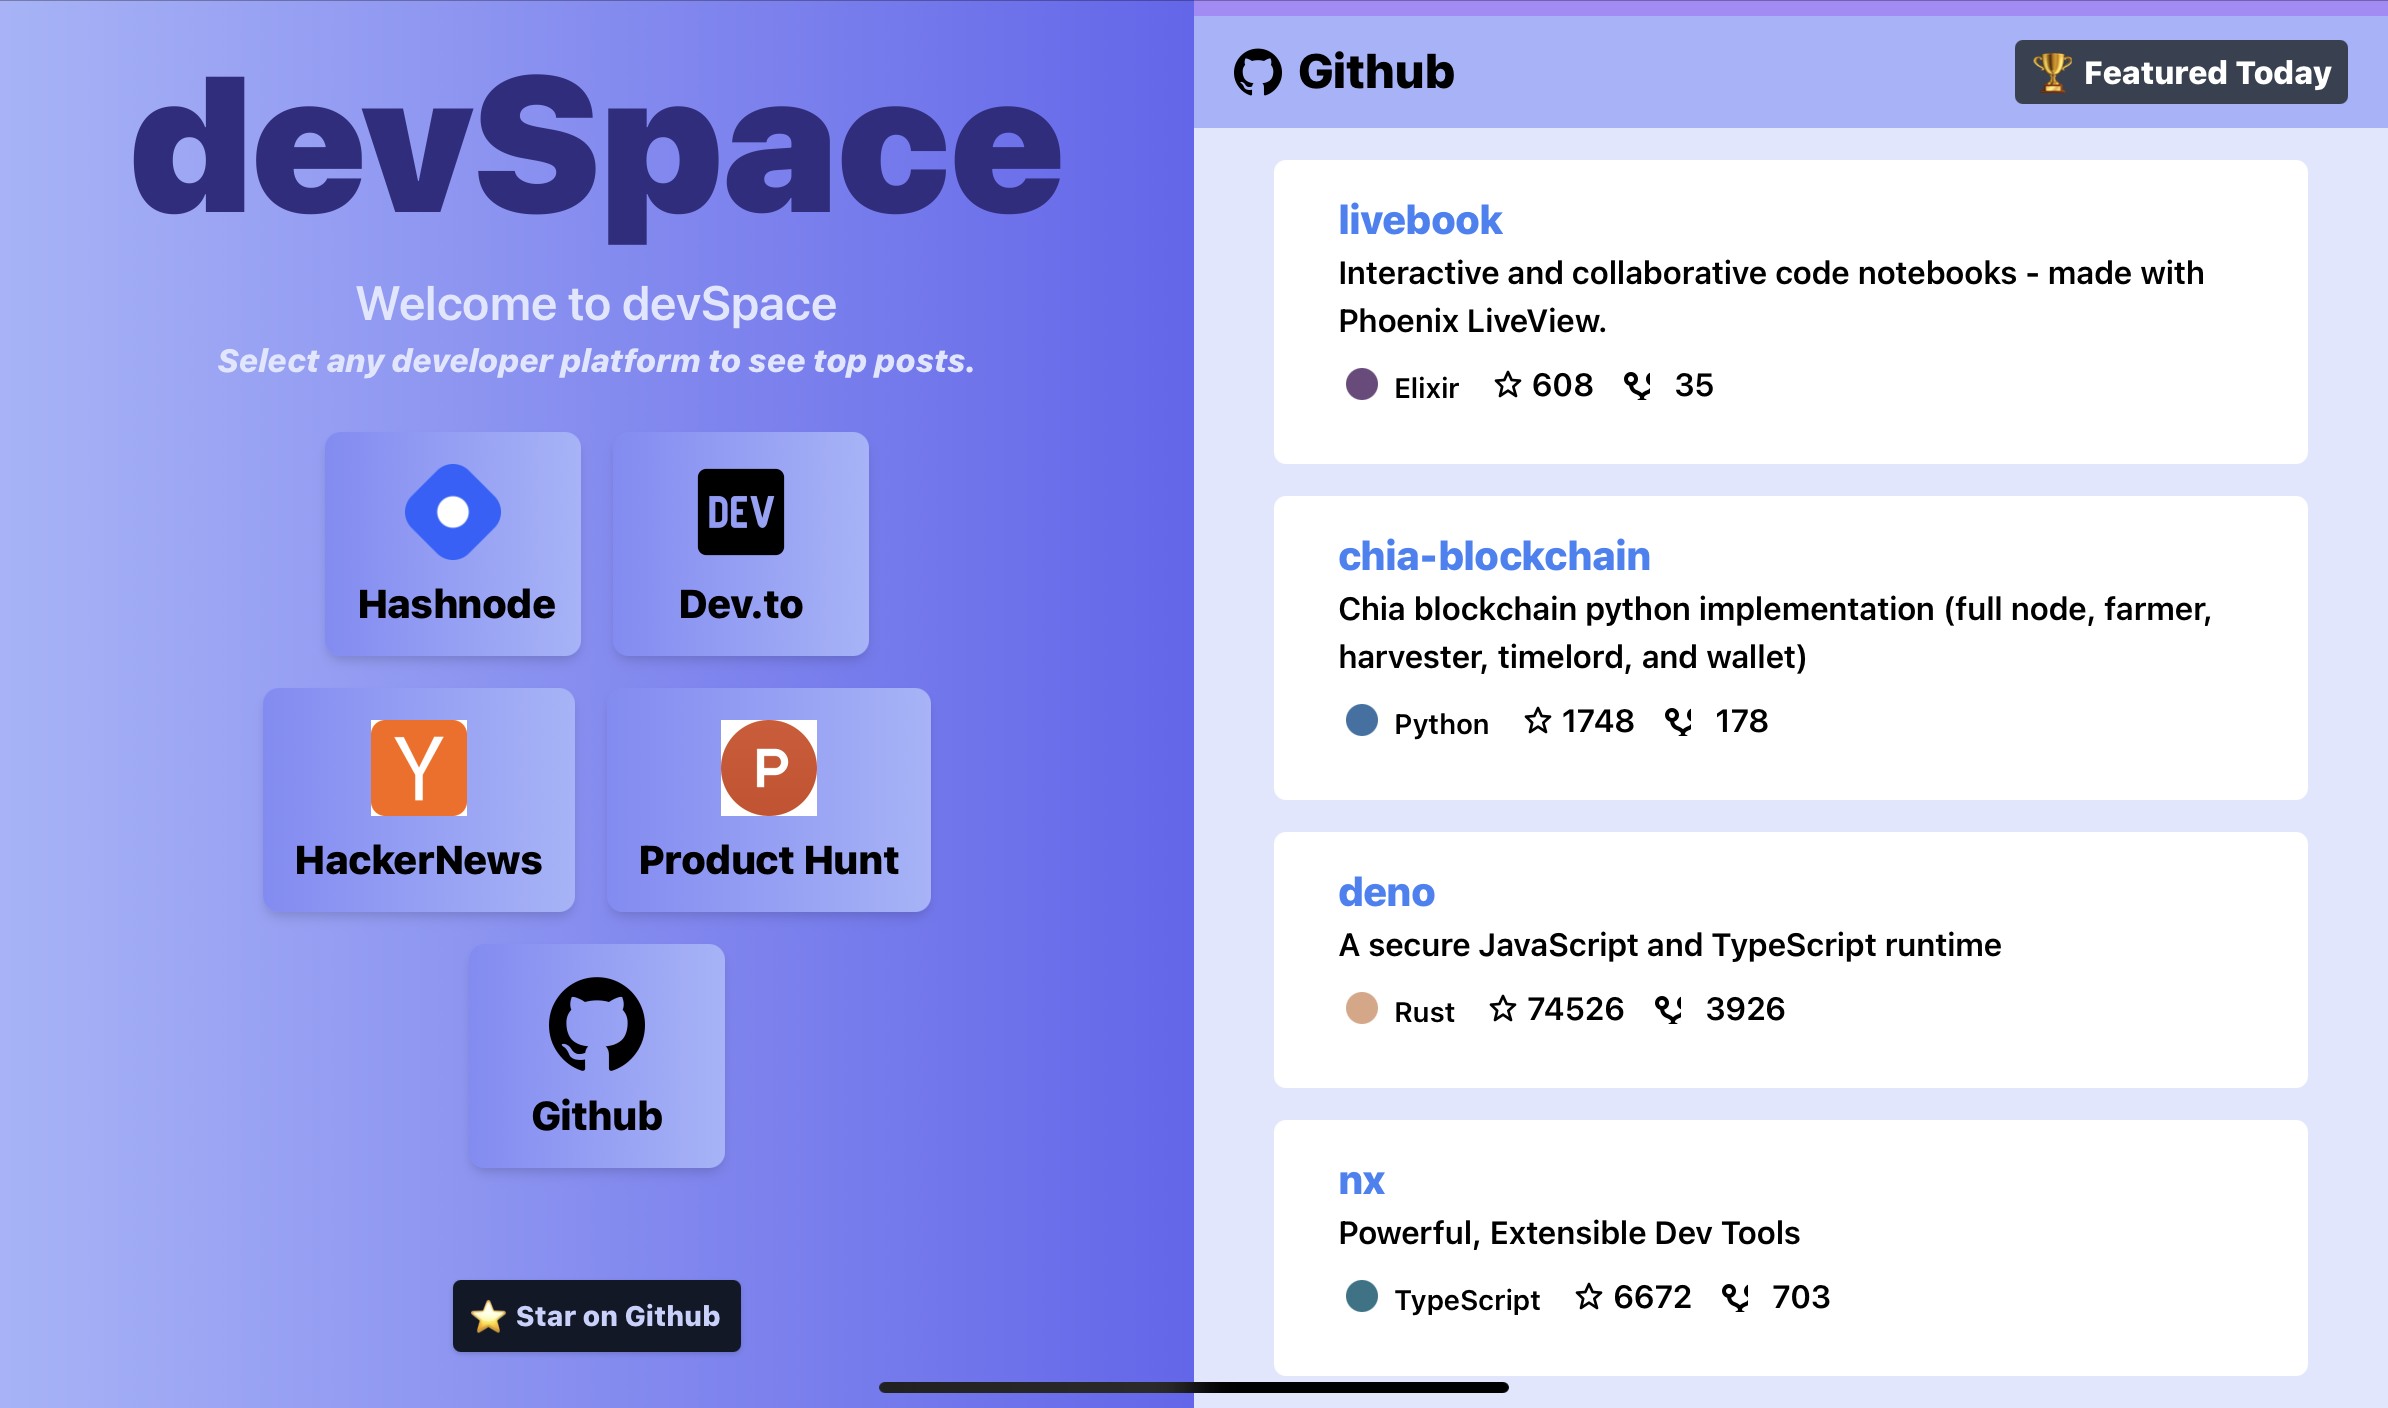 devSpace
Welcome to devSpace
Select any developer platform to see top posts.
DEV
Hashnode
Dev.to
Y
P
HackerNews
Product Hunt
Github
Star on Github
Github
Featured Today
livebook
Interactive and collaborative code notebooks - made with
Phoenix LiveView.
Elixir 608 35
chia-blockchain
Chia blockchain python implementation (full node, farmer,
harvester, timelord, and wallet)
Python 1748 178
deno
A secure JavaScript and TypeScript runtime
Rust 74526 3926
nx
Powerful, Extensible Dev Tools
TypeScript 6672 703